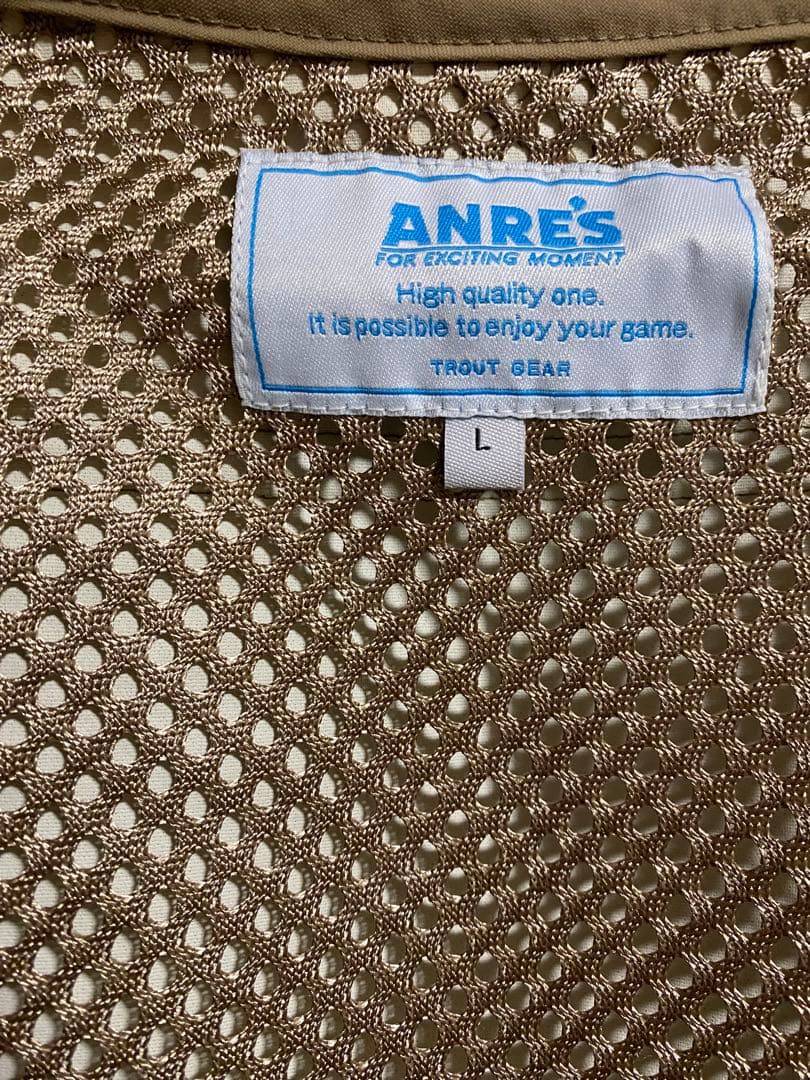 ANRE'S
FOR EXCITING MOMENT
High quality one.
It is possible to enjoy your game.
TROUT GEAR
L